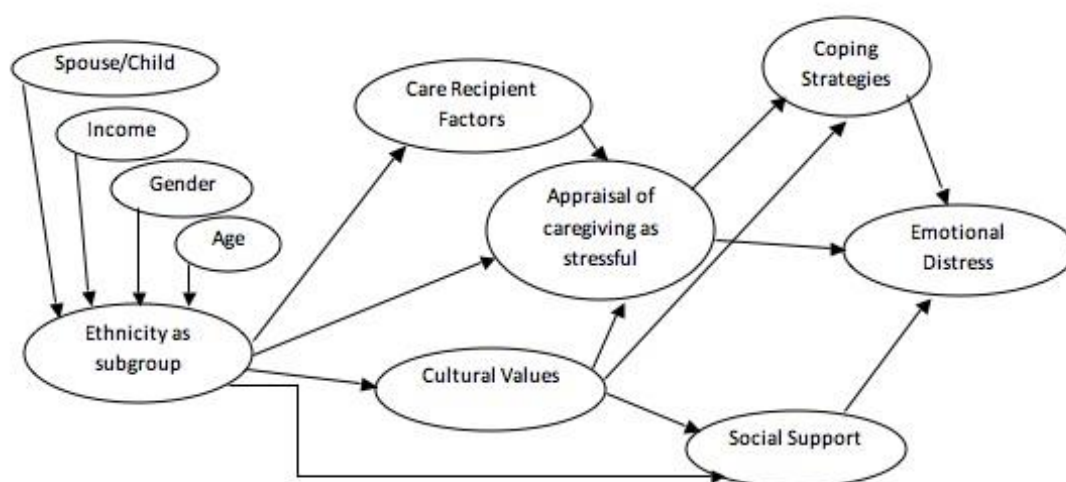 Spouse/Child
Income
Gender
Age
Ethnicity as
subgroup
Care Recipient
Factors
Appraisal of
caregiving as
stressful
Cultural Values
Coping
Strategies
Emotional
Distress
Social Support